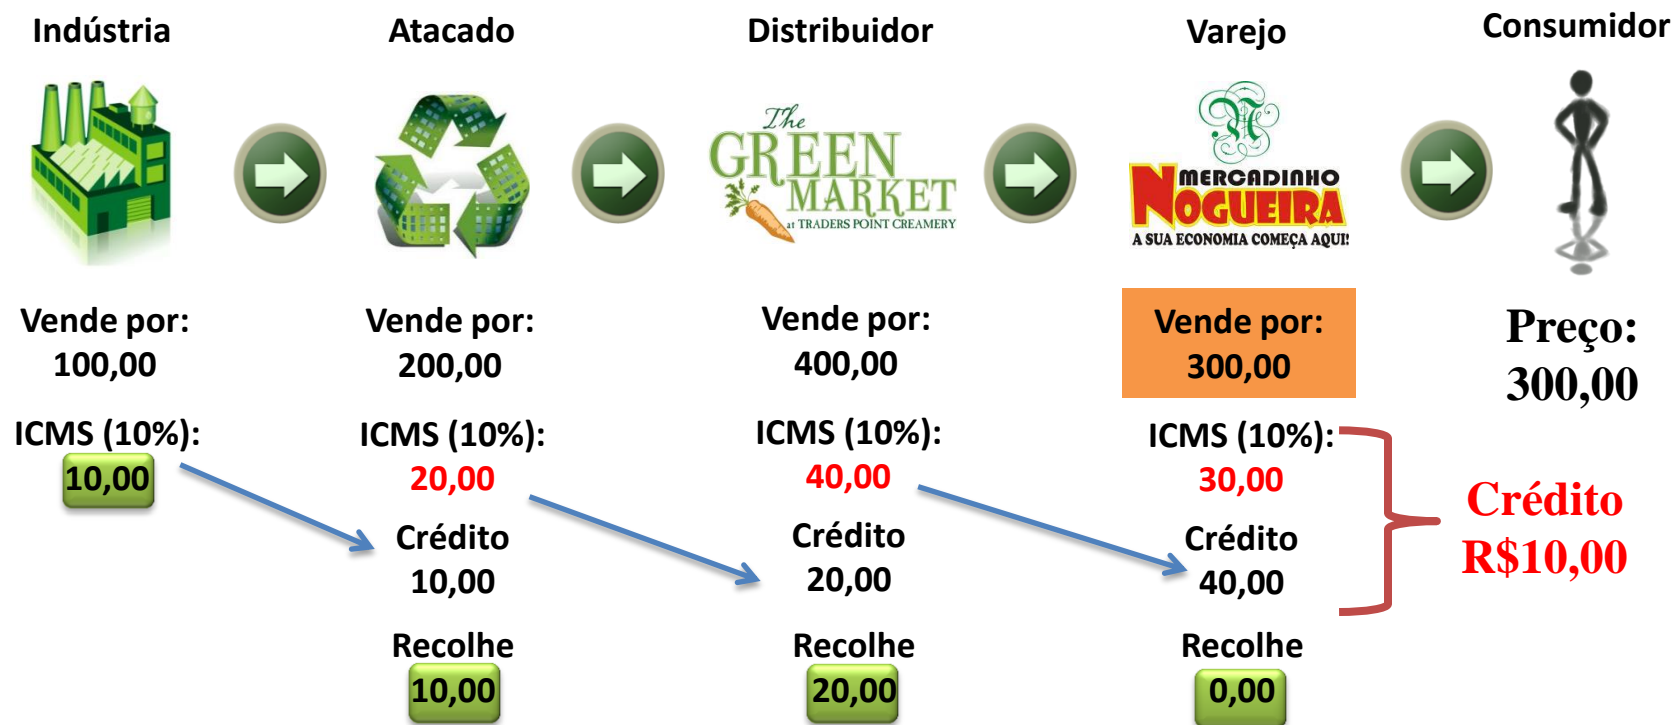 Indústria
Atacado
Distribuidor
Varejo
Consumidor
The
GREEN
MARKET
at TRADERS POINT CREAMERY
N
MERCADINHO
NOGUEIRA
A SUA ECONOMIA COMEÇA AQUI!
Vende por:
100,00
Vende por:
200,00
Vende por:
400,00
Vende por:
300,00
Preço:
300,00
ICMS (10%):
10,00
ICMS (10%):
20,00
ICMS (10%):
40,00
ICMS (10%):
30,00
Crédito
10,00
Crédito
20,00
Crédito
40,00
Crédito
R$10,00
Recolhe
10,00
Recolhe
20,00
Recolhe
0,00